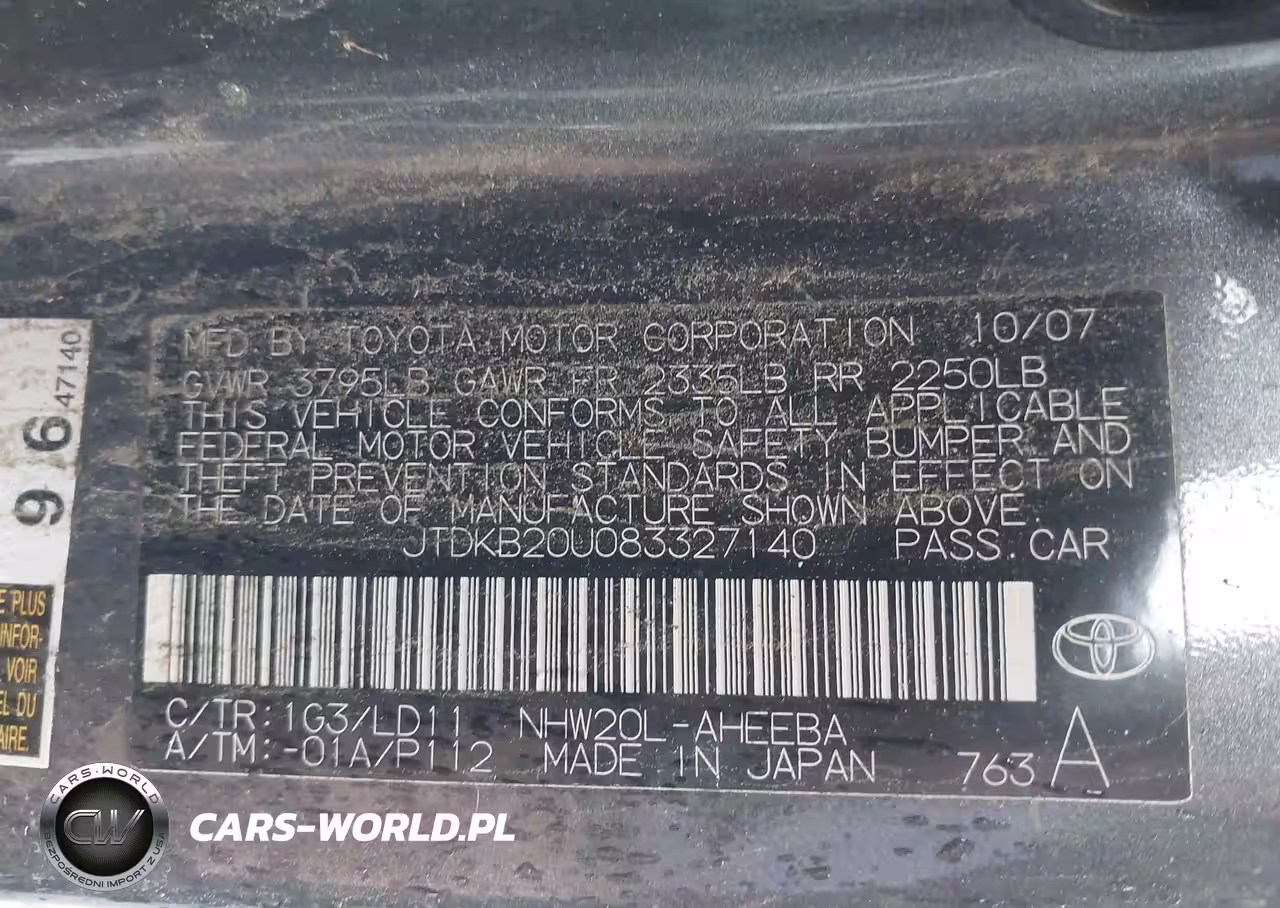 MFD. BY TOYOTA MOTOR CORPORATION 10/07
GVWR 3795LB GAWR FR 2335LB RR 2250LB
THIS VEHICLE CONFORMS TO ALL APPLICABLE
FEDERAL MOTOR VEHICLE SAFETY, BUMPER AND
THEFT PREVENTION STANDARDS IN EFFECT ON
THE DATE OF MANUFACTURE SHOWN ABOVE.
JTDKB20U083327140 PASS. CAR
C/TR:1G3/LD11 NHW20L-AHEEBA
A/TM:-01A/P112 MADE IN JAPAN 763 A
96
47140
E PLUS
INFOR-
VOIR
EL DU
AIRE.
CARS-WORLD
CW
BEZPOŚREDNI IMPORT Z USA
CARS-WORLD.PL